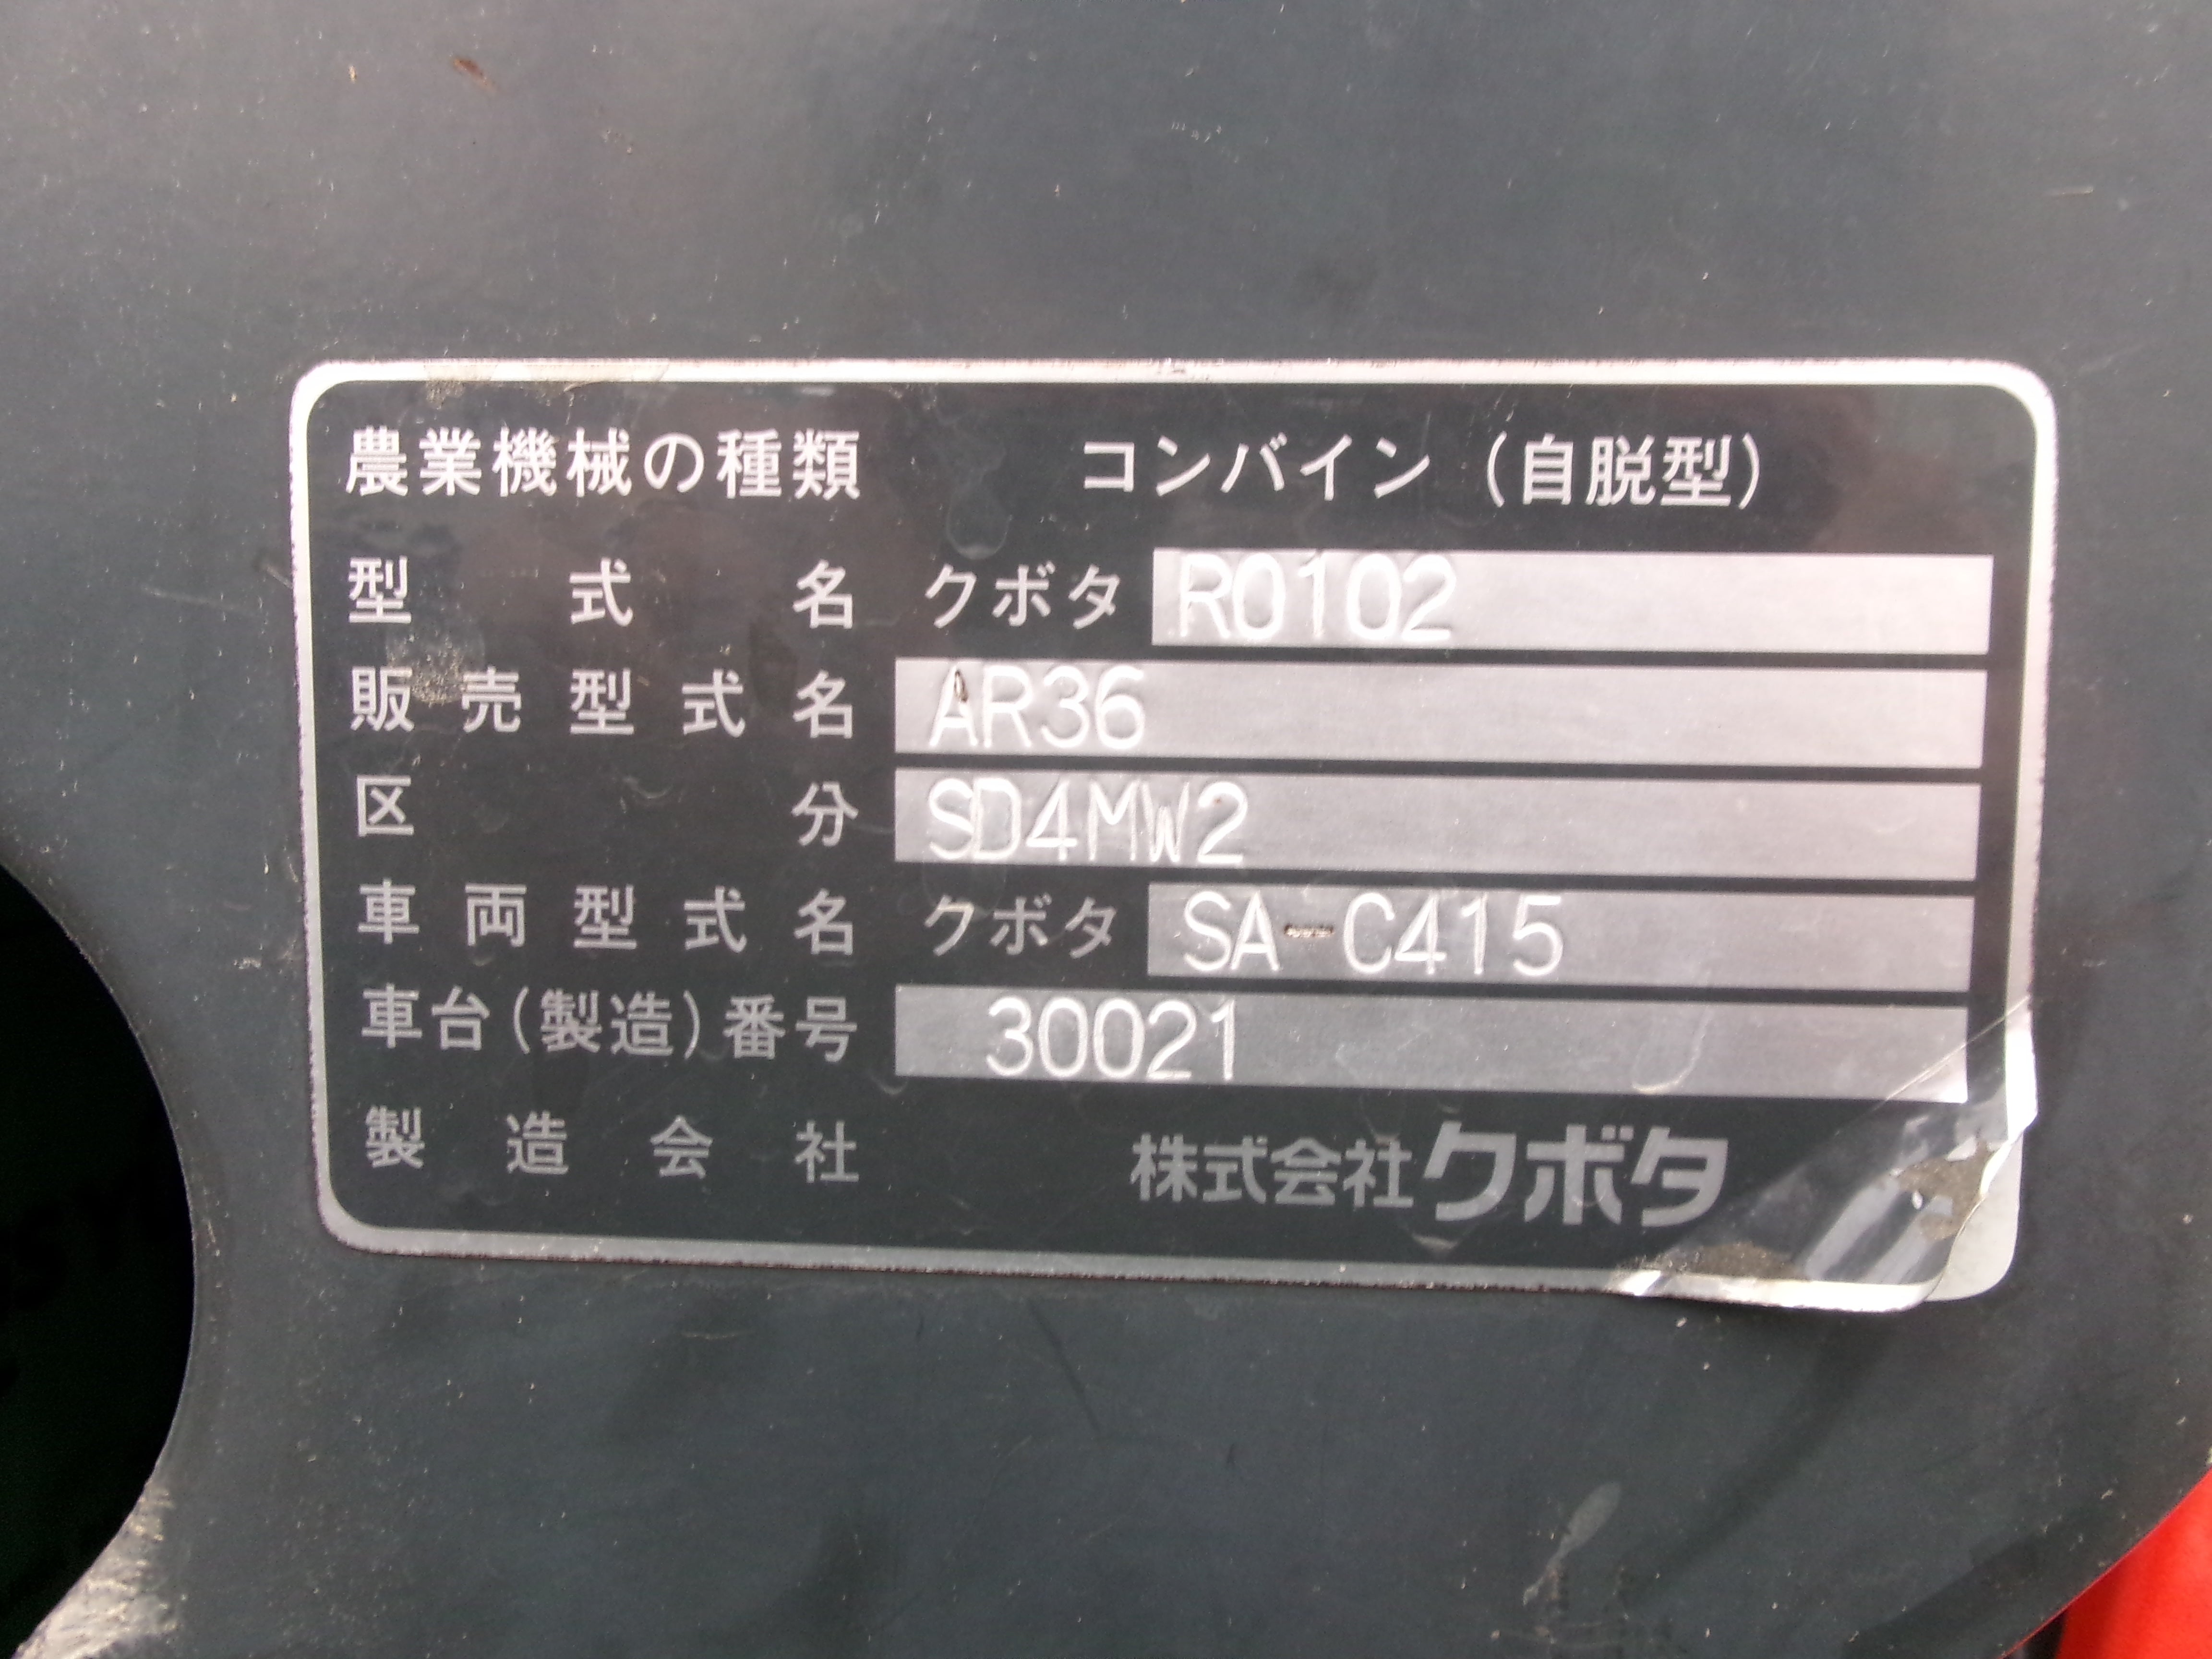 農業機械の種類 コンバイン（自脱型）
型式名 クボタ R0102
販売型式名 AR36
区分 SD4MW2
車両型式名 クボタ SA-C415
車台(製造)番号 30021
製造会社 株式会社クボタ